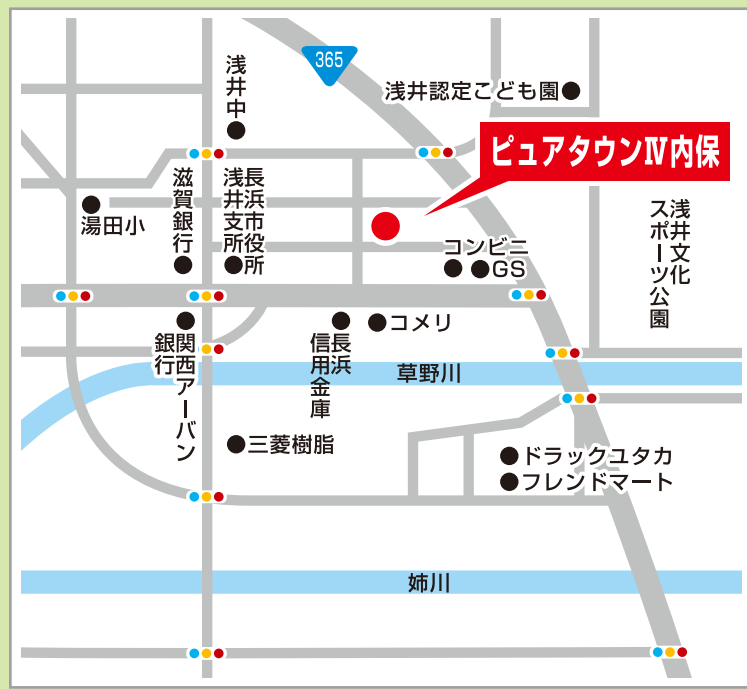 365
浅井中
浅井認定こども園
ピュアタウンⅣ内保
湯田小
滋賀銀行
長浜市役所
浅井支所
コンビニ
GS
浅井文化
スポーツ公園
関西アーバン
銀行
長浜
信用金庫
コメリ
草野川
三菱樹脂
ドラックユタカ
フレンドマート
姉川